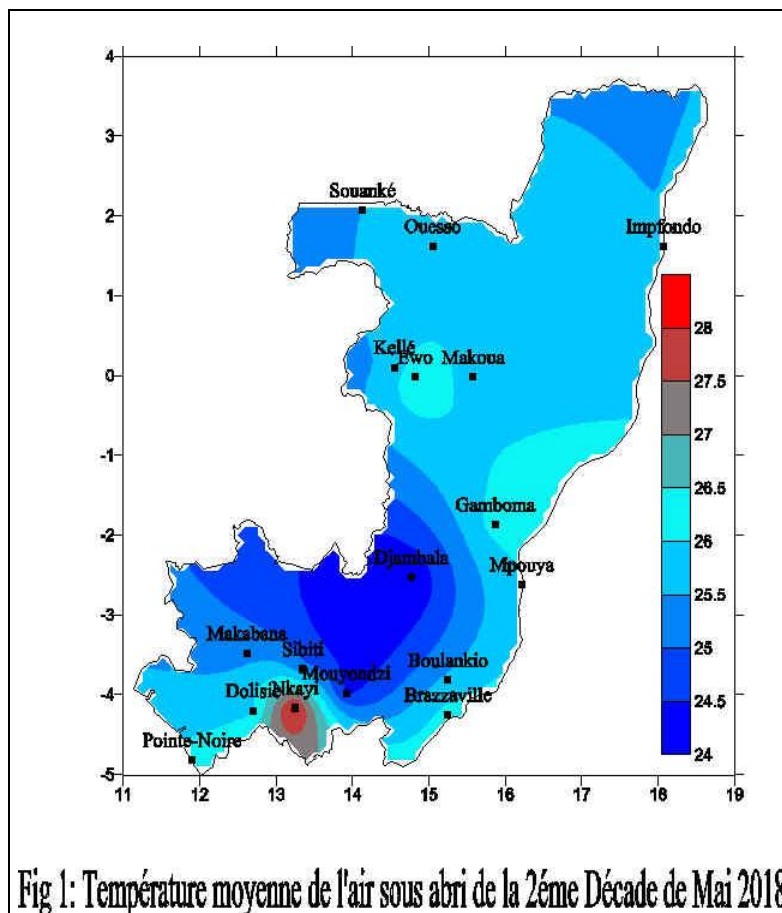 4
3
2
1
0
-1
-2
-3
-4
-5
Souanké
Ouesso
Impfondo
Kellé
Ewo
Makoua
Gamboma
Djambala
Mpouya
Makabana
Sibiti
Mouyondzi
Boulankio
Dolisie
Nkayi
Brazzaville
Pointe-Noire
28
27.5
27
26.5
26
25.5
25
24.5
24
11 12 13 14 15 16 17 18 19
Fig 1: Température moyenne de l'air sous abri de la 2éme Décade de Mai 2018